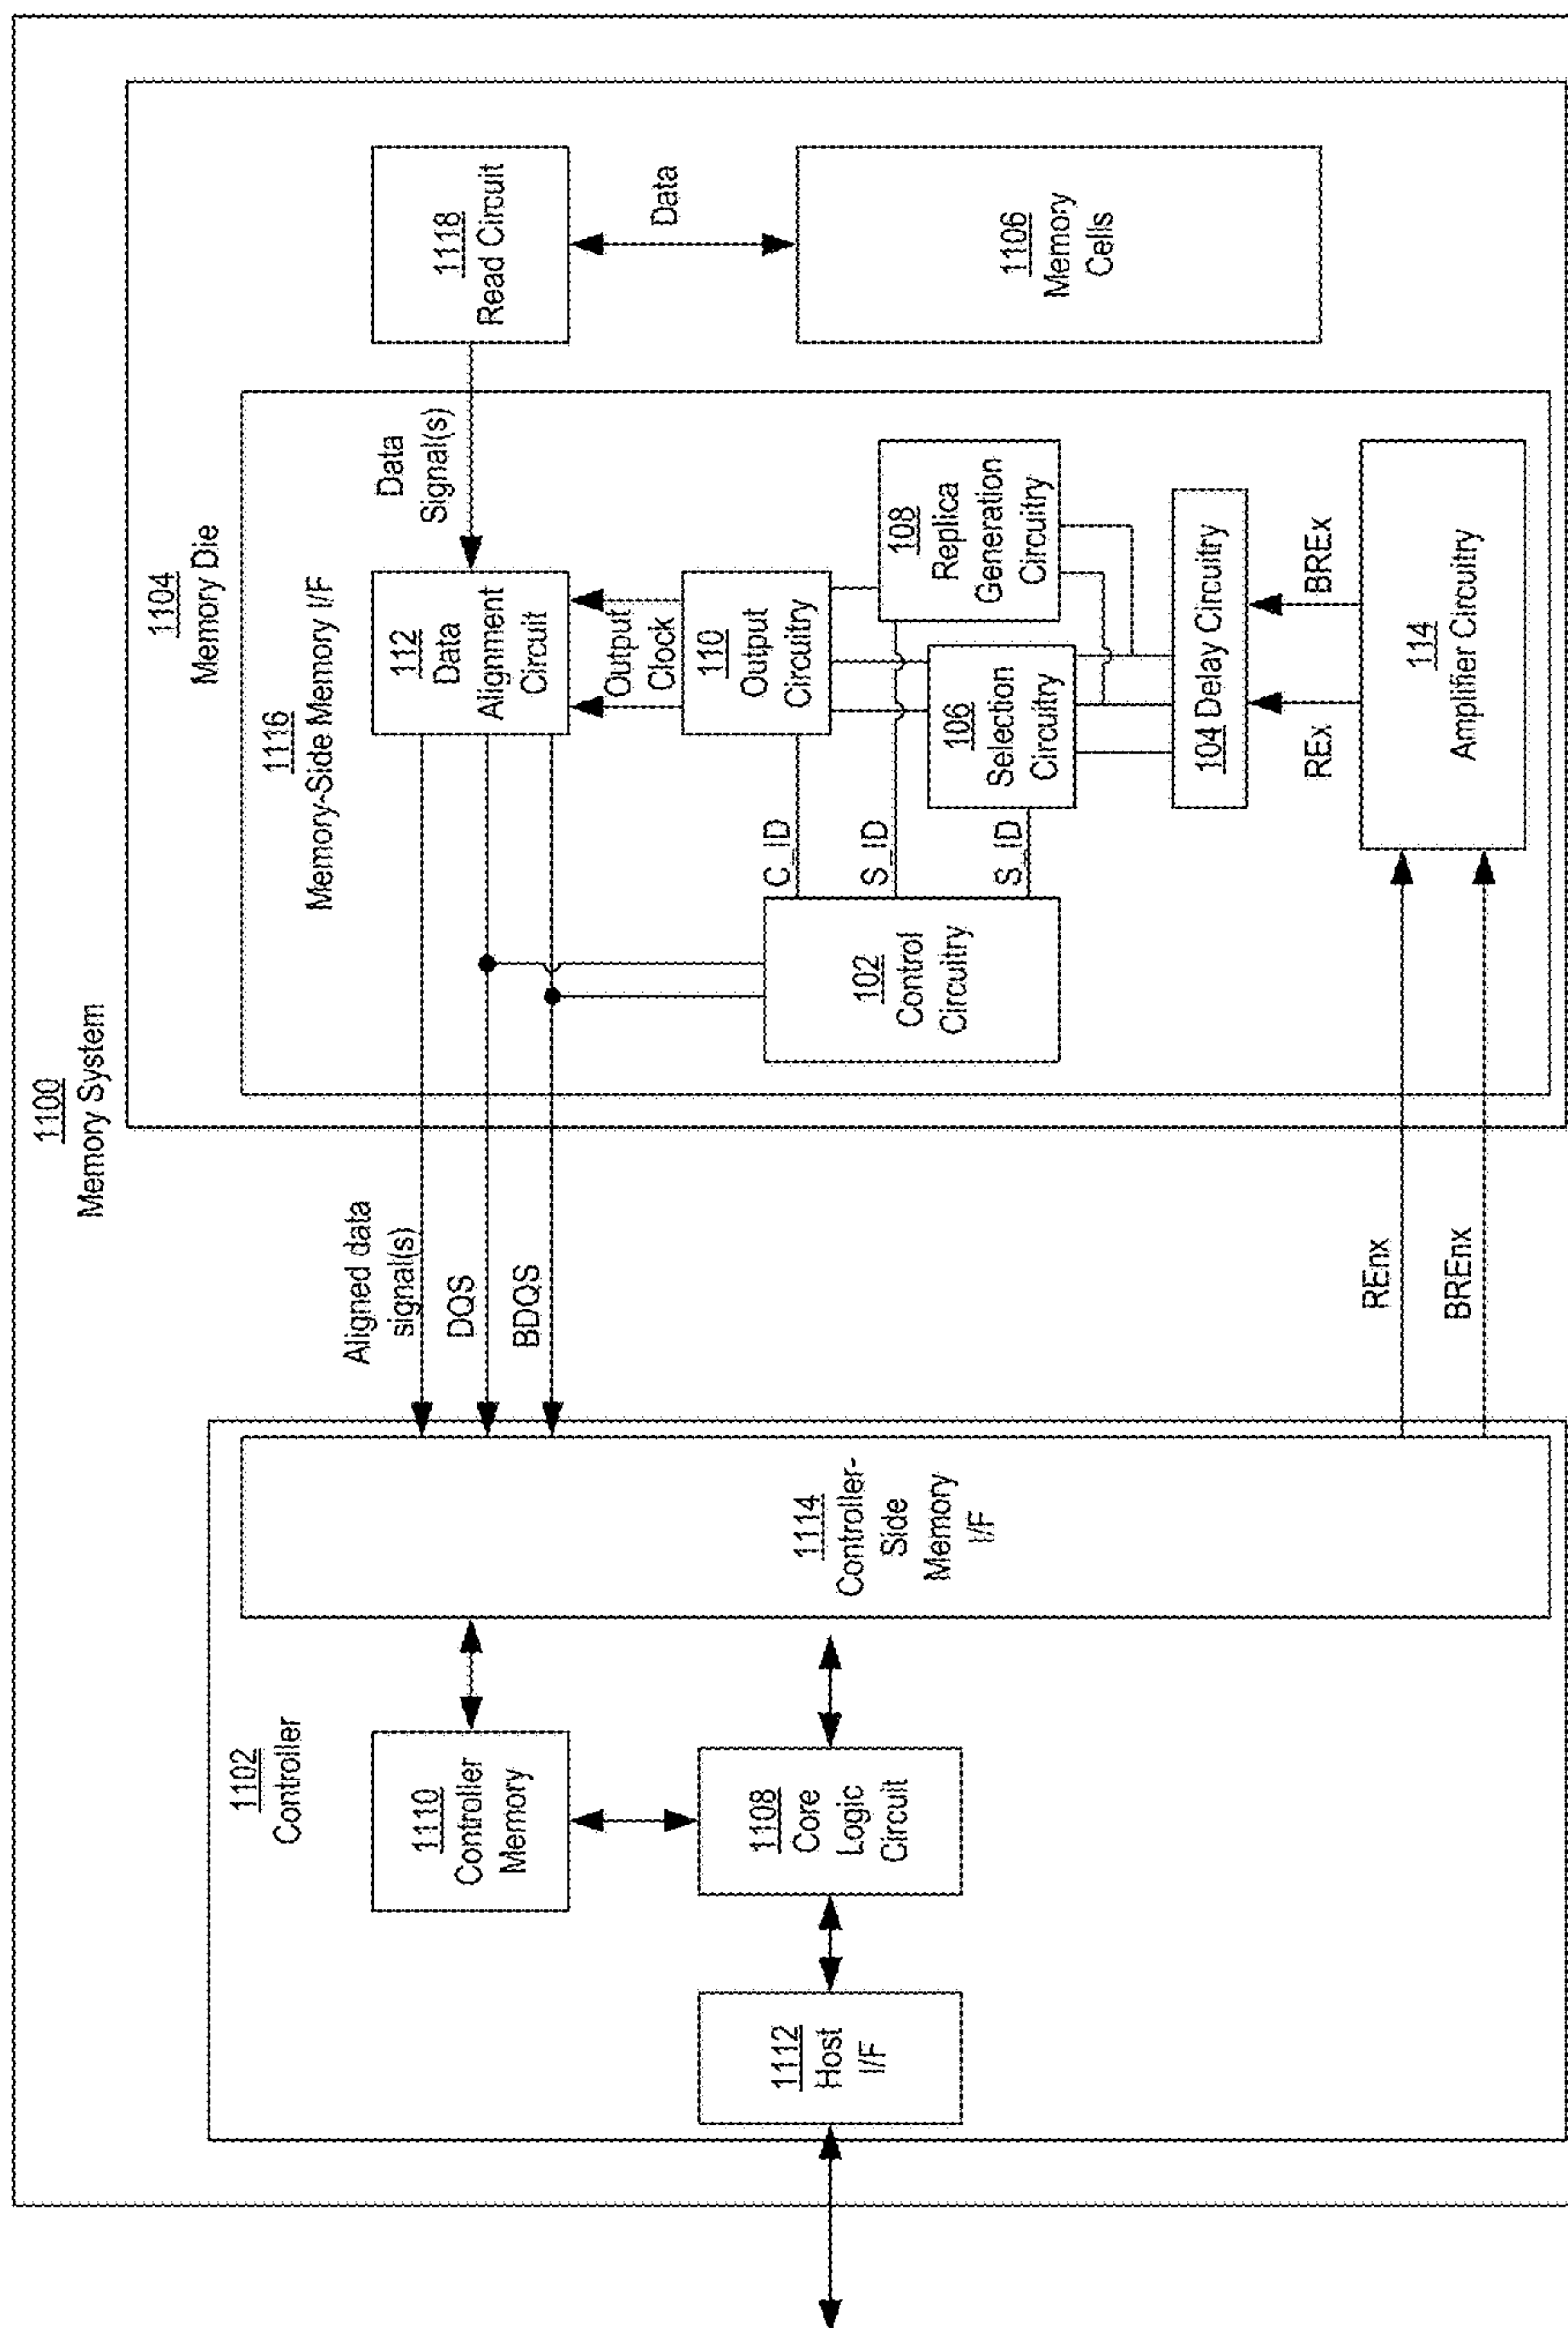 1100
Memory System
1102
Controller
1110
Controller
Memory
1108
Core
Logic
Circuit
1112
Host
I/F
1114
Controller-
Side
Memory
I/F
Aligned data
signal(s)
DQS
BDQS
REnx
BREnx
1104
Memory Die
1116
Memory-Side Memory I/F
112
Data
Alignment
Circuit
Data
Signal(s)
1118
Read Circuit
Data
1106
Memory
Cells
Output
Clock
110
Output
Circuitry
C_ID
S_ID
S_ID
102
Control
Circuitry
106
Selection
Circuitry
108
Replica
Generation
Circuitry
104 Delay Circuitry
REx
BREx
114
Amplifier Circuitry